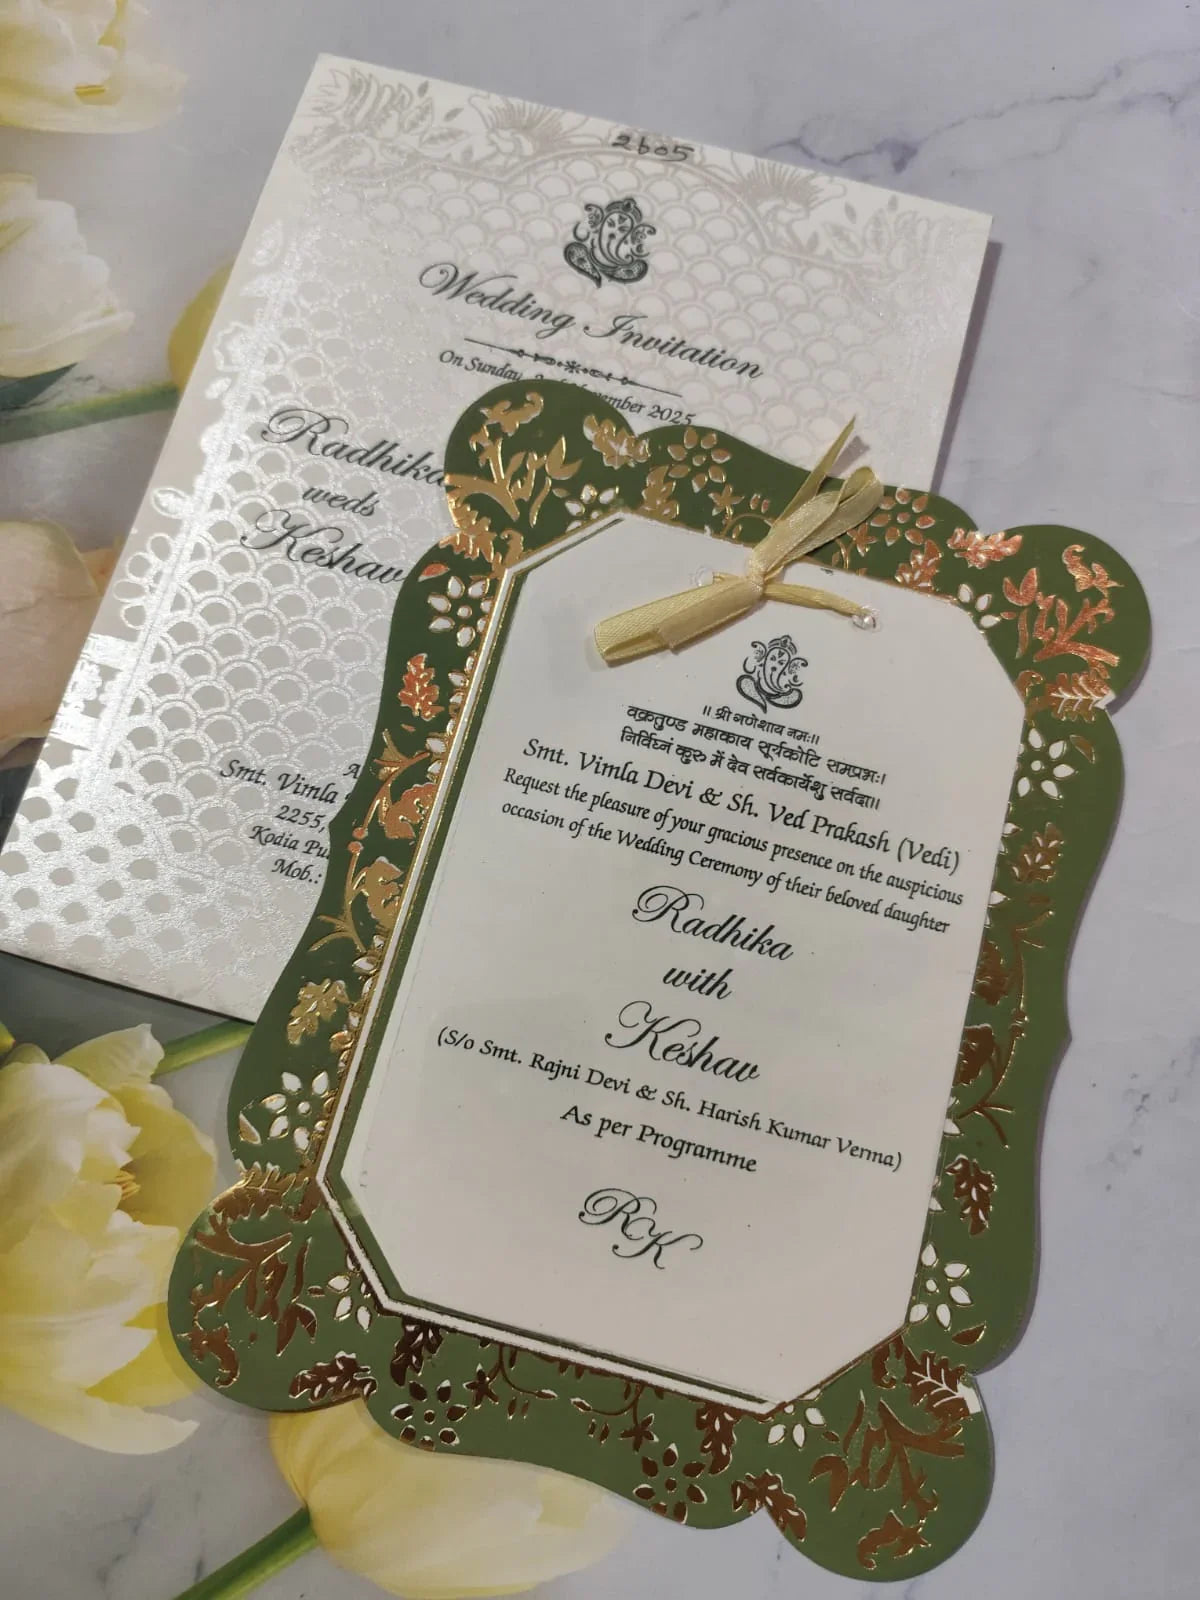 2605
Wedding Invitation
On Sunday, 2025
Radhika
weds
Keshav
Smt. Vimla
2255,
Kodia
Mob.:
॥ श्री गणेशाय नमः॥
वक्रतुण्ड महाकाय सूर्यकोटि समप्रभः।
निर्विघ्नं कुरु में देव सर्वकार्येशु सर्वदा॥
Smt. Vimla Devi & Sh. Ved Prakash (Vedi)
Request the pleasure of your gracious presence on the auspicious
occasion of the Wedding Ceremony of their beloved daughter
Radhika
with
Keshav
(S/o Smt. Rajni Devi & Sh. Harish Kumar Verma)
As per Programme
RK